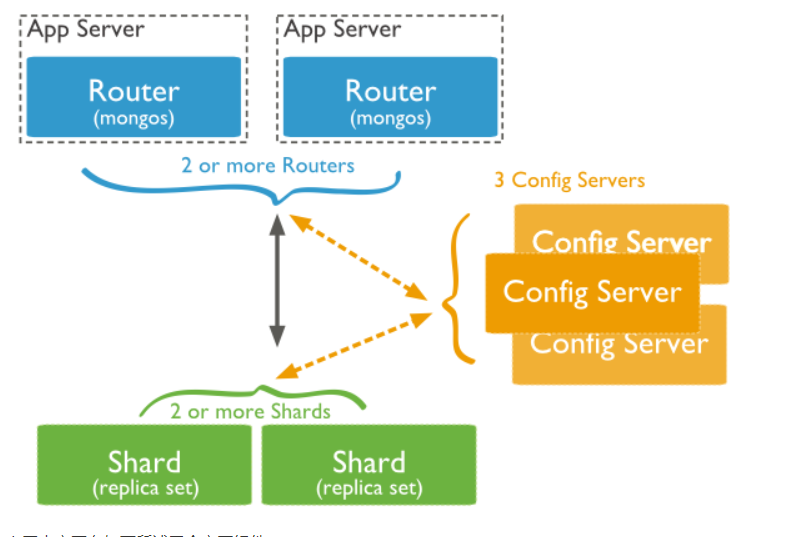 App Server
App Server
Router
(mongos)
Router
(mongos)
2 or more Routers
3 Config Servers
Config Server
Config Server
Config Server
2 or more Shards
Shard
(replica set)
Shard
(replica set)